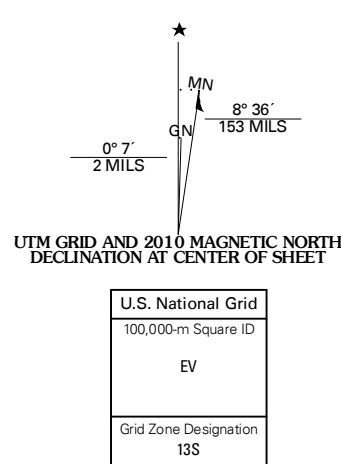 ★
MN
8° 36´
153 MILS
GN
0° 7´
2 MILS
UTM GRID AND 2010 MAGNETIC NORTH
DECLINATION AT CENTER OF SHEET
U.S. National Grid
100,000-m Square ID
EV
Grid Zone Designation
13S